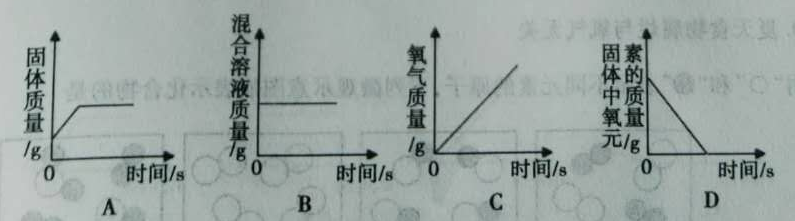 固体质量/g
0
时间/s
A
混合溶液质量/g
0
时间/s
B
氧气质量/g
0
时间/s
C
固体中氧元
素的质量/g
0
时间/s
D